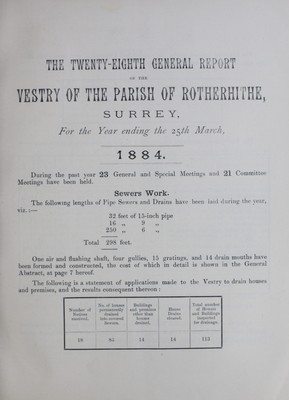 THE TWENTY-EIGHTH GENERAL REPORT
OF THE
VESTRY OF THE PARISH OF ROTHERHITHE,
SURREY,
For the Year ending the 25th March,
1884.
During the past year 23 General and Special Meetings and 21 Committee
Meetings have been held.
Sewers Work.
The following lengths of Pipe Sewers and Drains have been laid during the year,
viz. :—
32 feet of 15-inch pipe
16 „ 9 „
250 „ 6 „
Total 298 feet.
One air and flushing shaft, four gullies, 15 gratings, and 14 drain mouths have
been formed and constructed, the cost of which in detail is shown in the General
Abstract, at page 7 hereof.
The following is a statement of applications made to the Vestry to drain houses
and premises, and the results consequent thereon :
Number of Notices received. | No. of houses permanently drained into covered Sewers. | Buildings and premises other than houses drained. | House Drains cleared. | Total number of Houses and Buildings inspected for drainage.
18 | 85 | 14 | 14 | 113